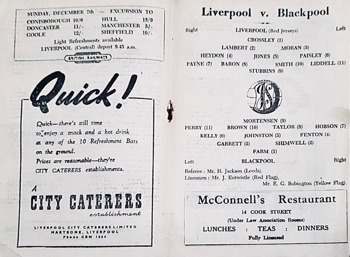 SUNDAY, DECEMBER 7th - EXCURSION TO
CONISBOROUGH 10/9 HULL 15/9
DONCASTER 11/- MANCHESTER 5/-
GOOLE 12/- SHEFFIELD 10/-
Light Refreshments available
LIVERPOOL (Central) depart 9.45 a.m.
BRITISH RAILWAYS
Quick!
Quick—there's still time
to enjoy a snack and a hot drink
at any of the 10 Refreshment Bars
on the ground.
Prices are reasonable—they're
CITY CATERERS establishments.
A
CITY CATERERS
establishment
LIVERPOOL CITY CATERERS LIMITED
HARTBONE, LIVERPOOL
Liverpool v. Blackpool
Right LIVERPOOL (Red Jerseys) Left
CROSSLEY (1)
LAMBERT (2) MORAN (3)
HEYDON (4) JONES (5) PAISLEY (6)
PAYNE (7) BARON (8) SMITH (10) LIDDELL (11)
STUBBINS (9)
MORTENSEN (9)
PERRY (11) BROWN (10) TAYLOR (8) HOBSON (7)
KELLY (6) JOHNSTON (5) FENTON (4)
GARRETT (3) SHIMWELL (2)
FARM (1)
Left BLACKPOOL Right
Referee: Mr. H. Jackson (Leeds).
Linesmen: Mr. J. Entwistle (Red Flag),
Mr. E. G. Babington (Yellow Flag)
McConnell's Restaurant
14 COOK STREET
(Under Law Association Rooms)
LUNCHES : TEAS : DINNERS
Fully Licensed